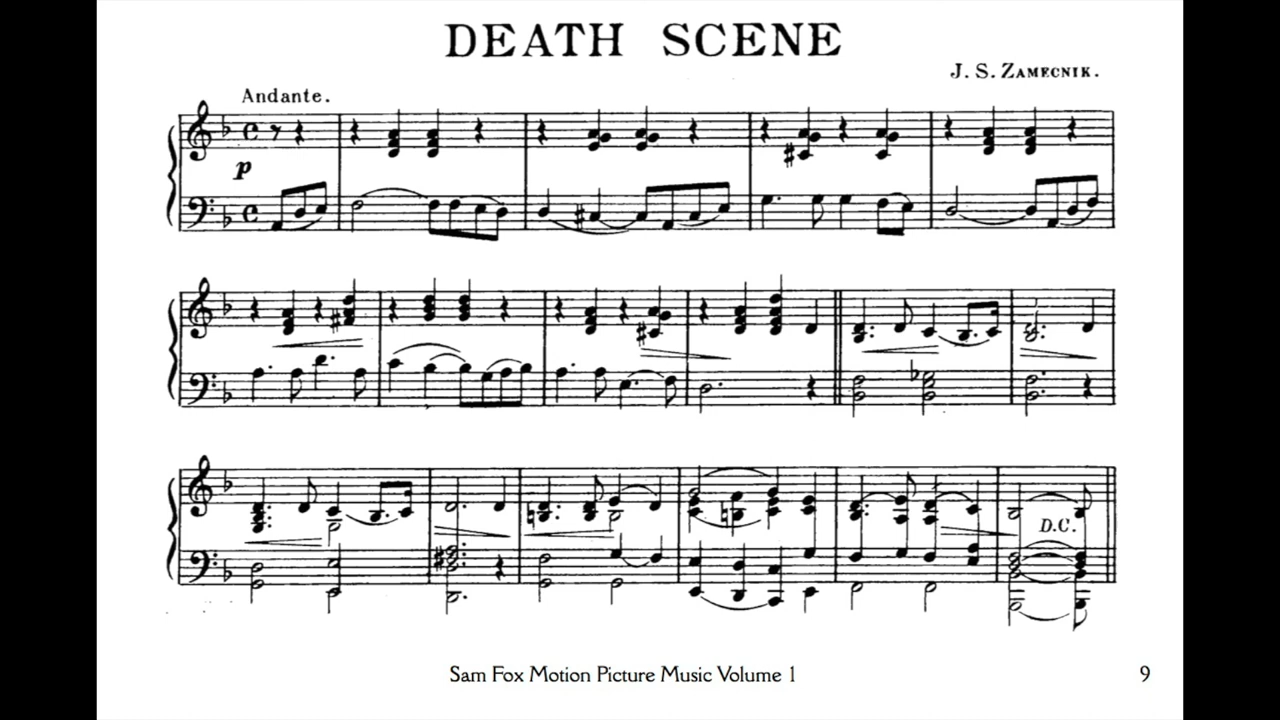 DEATH SCENE
J. S. ZAMECNIK.
Andante.
p
D.C.
Sam Fox Motion Picture Music Volume 1
9